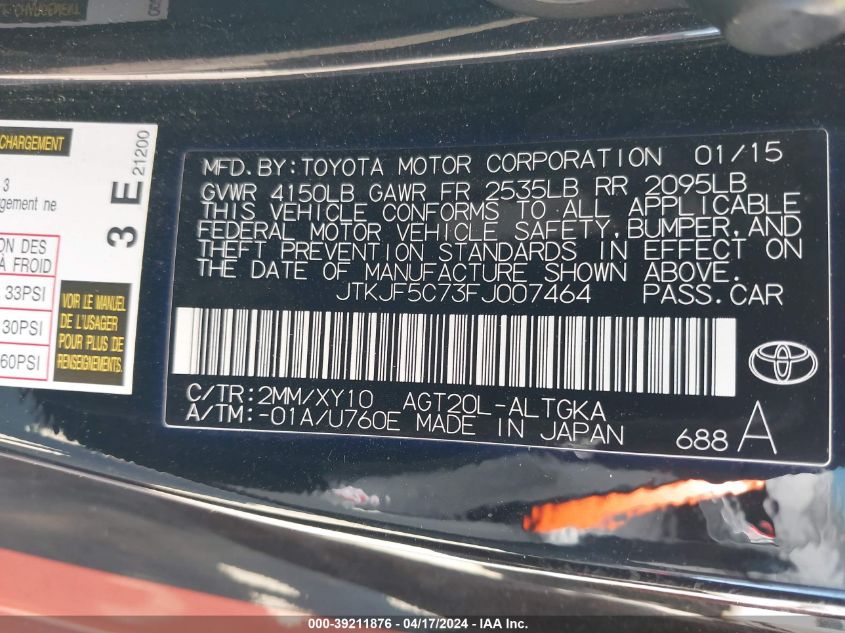 CHARGEMENT
3
rgement ne
ION DES
À FROID
33PSI
30PSI
60PSI
VOIR LE MANUEL
DE L'USAGER
POUR PLUS DE
RENSEIGNEMENTS.
3 E
21200
MFD.BY:TOYOTA MOTOR CORPORATION 01/15
GVWR 4150LB GAWR FR 2535LB RR 2095LB
THIS VEHICLE CONFORMS TO ALL APPLICABLE
FEDERAL MOTOR VEHICLE SAFETY,BUMPER,AND
THEFT PREVENTION STANDARDS IN EFFECT ON
THE DATE OF MANUFACTURE SHOWN ABOVE.
JTKJF5C73FJ007464 PASS.CAR
C/TR:2MM/XY10 AGT20L-ALTGKA
A/TM:-01A/U760E MADE IN JAPAN
688 A
000-39211876 - 04/17/2024 - IAA Inc.